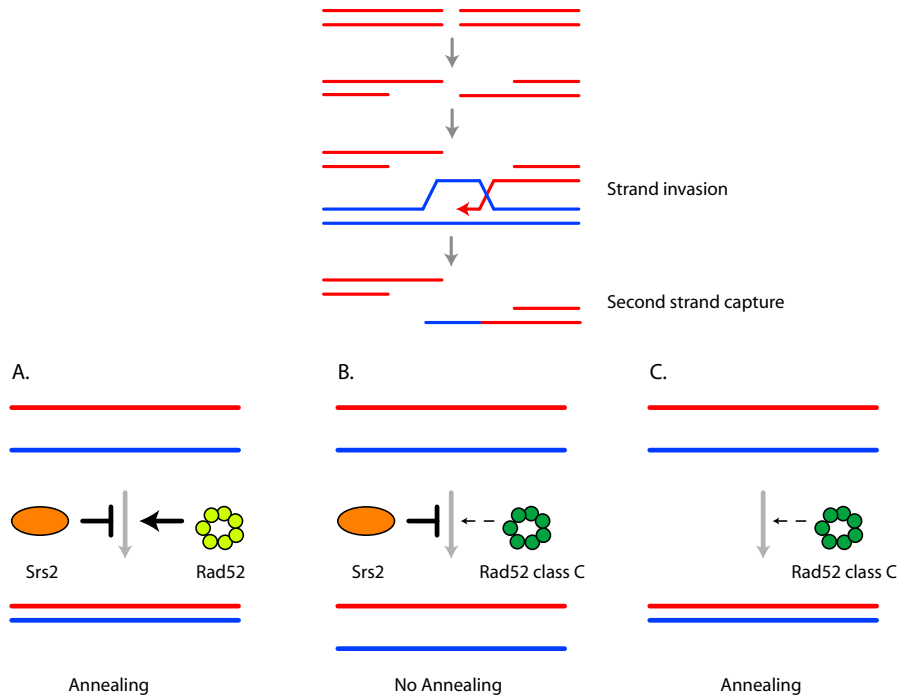 Strand invasion
Second strand capture
A.
B.
C.
Srs2
Rad52
Srs2
Rad52 class C
Rad52 class C
Annealing
No Annealing
Annealing